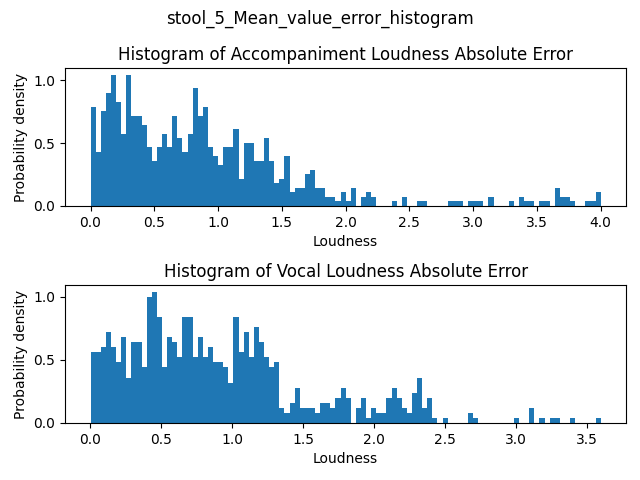 stool_5_Mean_value_error_histogram
Histogram of Accompaniment Loudness Absolute Error
Probability density
1.0
0.5
0.0
0.0 0.5 1.0 1.5 2.0 2.5 3.0 3.5 4.0
Loudness
Histogram of Vocal Loudness Absolute Error
Probability density
1.0
0.5
0.0
0.0 0.5 1.0 1.5 2.0 2.5 3.0 3.5
Loudness